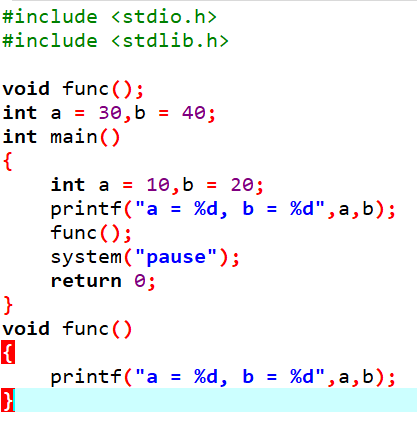 #include <stdio.h>
#include <stdlib.h>

void func();
int a = 30,b = 40;
int main()
{
    int a = 10,b = 20;
    printf("a = %d, b = %d",a,b);
    func();
    system("pause");
    return 0;
}
void func()
{
    printf("a = %d, b = %d",a,b);
}